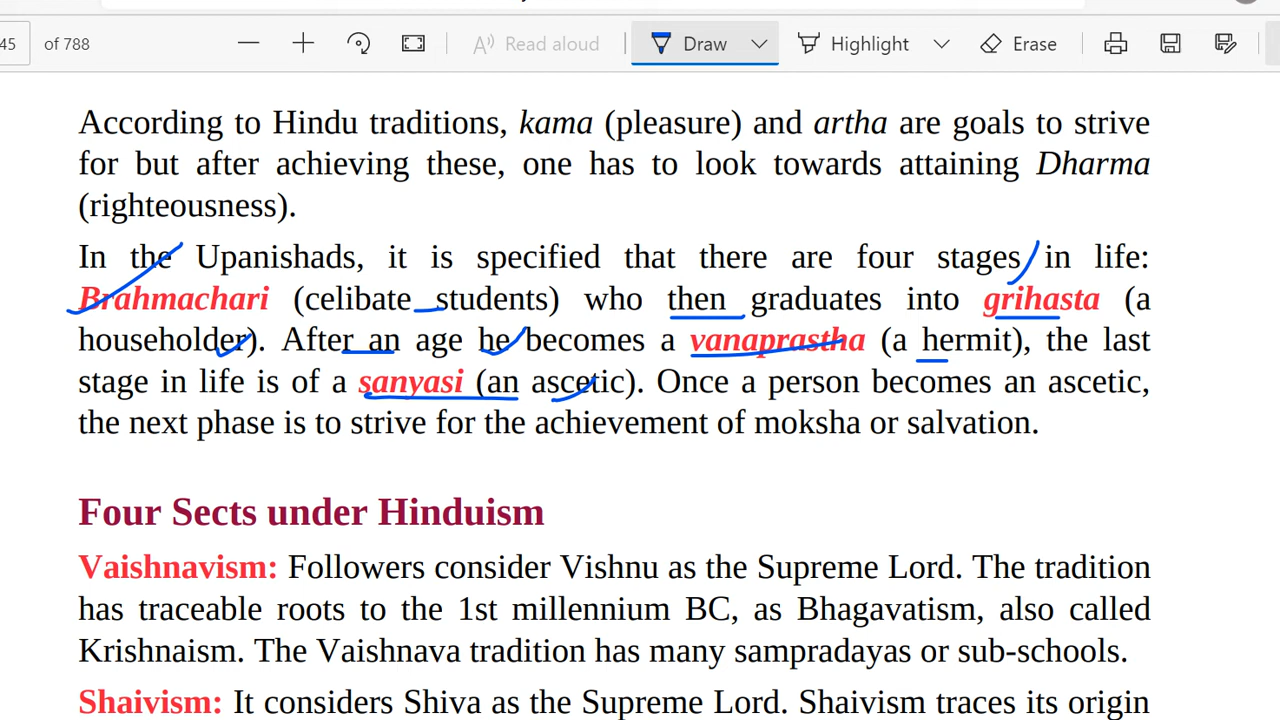 45 of 788 Read aloud Draw Highlight Erase
According to Hindu traditions, kama (pleasure) and artha are goals to strive
for but after achieving these, one has to look towards attaining Dharma
(righteousness).
In the Upanishads, it is specified that there are four stages in life:
Brahmachari (celibate students) who then graduates into grihasta (a
householder). After an age he becomes a vanaprastha (a hermit), the last
stage in life is of a sanyasi (an ascetic). Once a person becomes an ascetic,
the next phase is to strive for the achievement of moksha or salvation.
Four Sects under Hinduism
Vaishnavism: Followers consider Vishnu as the Supreme Lord. The tradition
has traceable roots to the 1st millennium BC, as Bhagavatism, also called
Krishnaism. The Vaishnava tradition has many sampradayas or sub-schools.
Shaivism: It considers Shiva as the Supreme Lord. Shaivism traces its origin